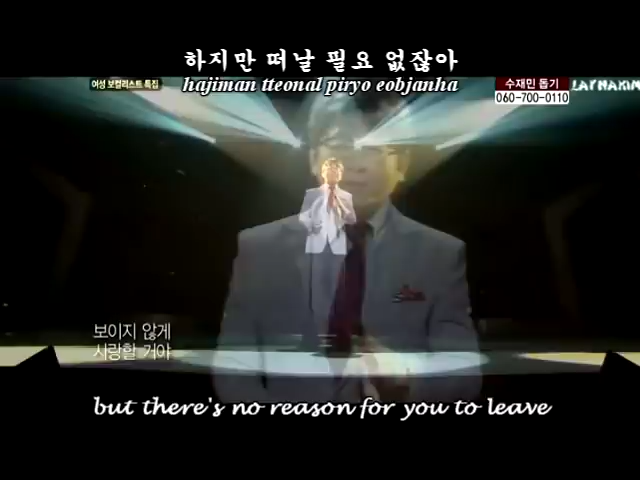 하지만 떠날 필요 없잖아
hajiman tteonal piryo eobjanha
여성 보컬리스트 특집
수재민 돕기
060-700-0110
LAYHAKIM
보이지 않게
사랑할 거야
but there's no reason for you to leave